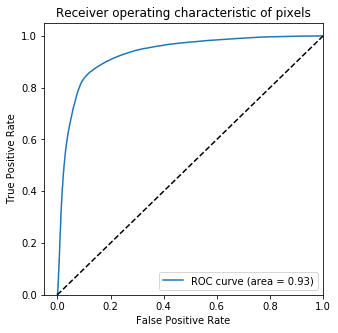 Receiver operating characteristic of pixels
1.0
0.8
0.6
0.4
0.2
0.0
True Positive Rate
ROC curve (area = 0.93)
0.0 0.2 0.4 0.6 0.8 1.0
False Positive Rate